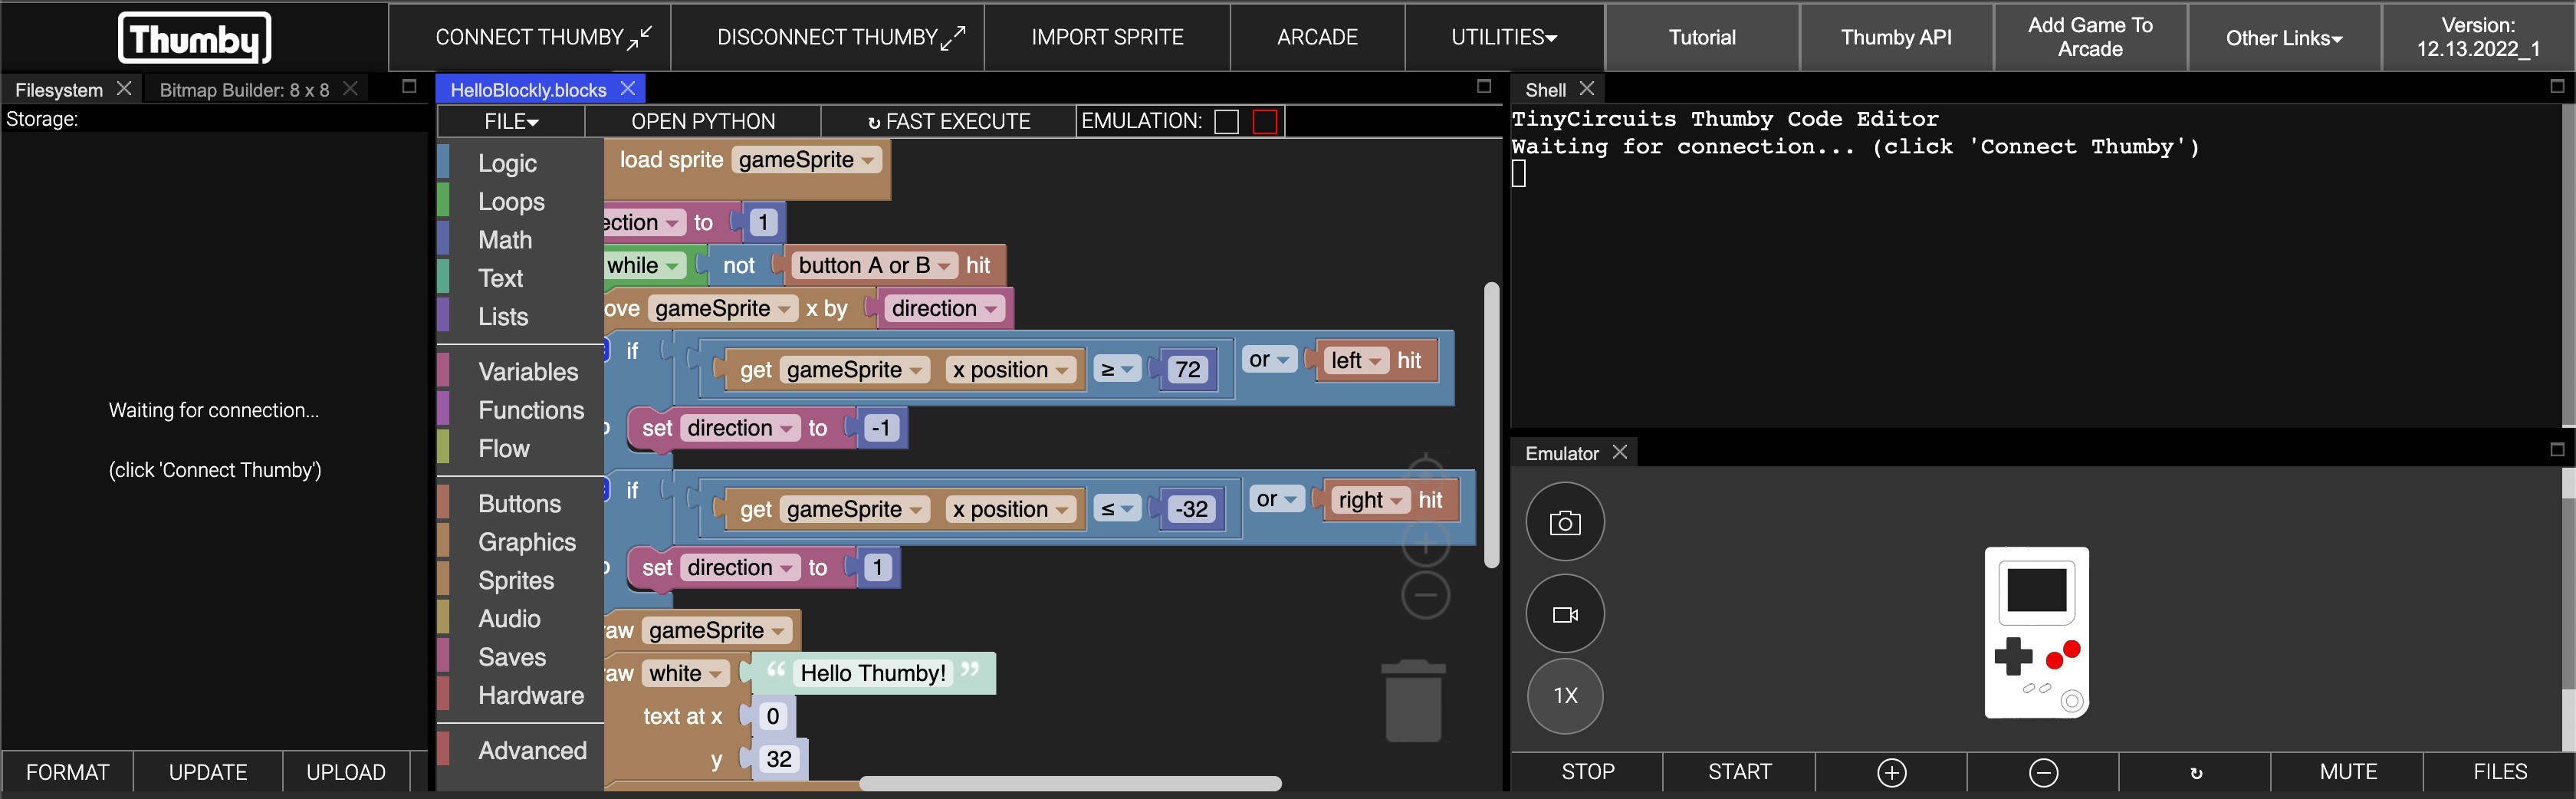 Thumby
CONNECT THUMBY
DISCONNECT THUMBY
IMPORT SPRITE
ARCADE
UTILITIES
Tutorial
Thumby API
Add Game To
Arcade
Other Links
Version:
12.13.2022_1
Filesystem
Bitmap Builder: 8 x 8
Storage:
Waiting for connection...
(click 'Connect Thumby')
FORMAT
UPDATE
UPLOAD
HelloBlockly.blocks
FILE
OPEN PYTHON
↻ FAST EXECUTE
EMULATION:
Logic
Loops
Math
Text
Lists
Variables
Functions
Flow
Buttons
Graphics
Sprites
Audio
Saves
Hardware
Advanced
load sprite gameSprite
ection to 1
while not button A or B hit
ove gameSprite x by direction
if get gameSprite x position ≥ 72 or left hit
set direction to -1
if get gameSprite x position ≤ -32 or right hit
set direction to 1
raw gameSprite
raw white “ Hello Thumby! ”
text at x 0
y 32
Shell
TinyCircuits Thumby Code Editor
Waiting for connection... (click 'Connect Thumby')
Emulator
1X
STOP
START
MUTE
FILES